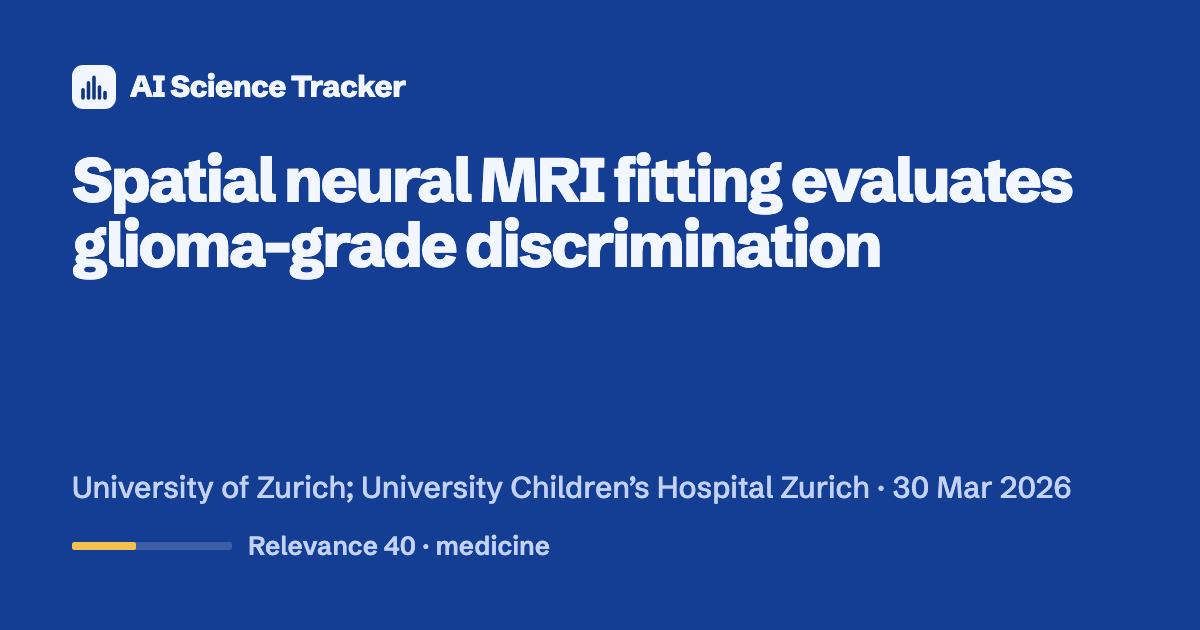 AI Science Tracker
Spatial neural MRI fitting evaluates
glioma-grade discrimination
University of Zurich; University Children’s Hospital Zurich · 30 Mar 2026
Relevance 40 · medicine